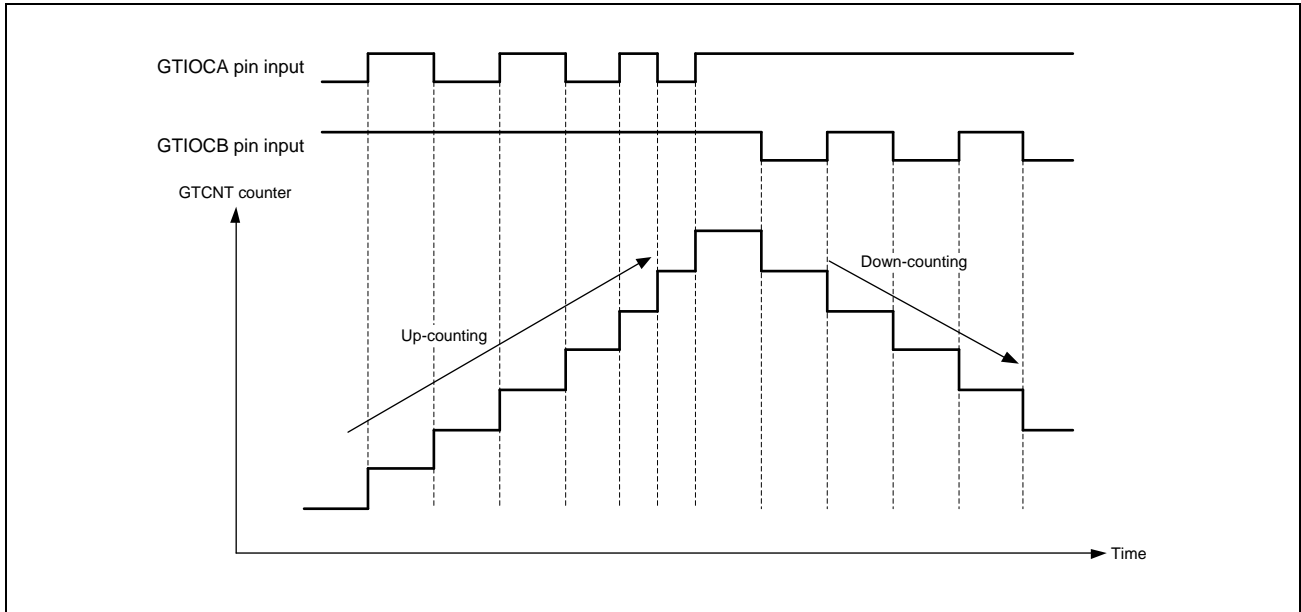 GTIOCA pin input
GTIOCB pin input
GTCNT counter
Down-counting
Up-counting
Time